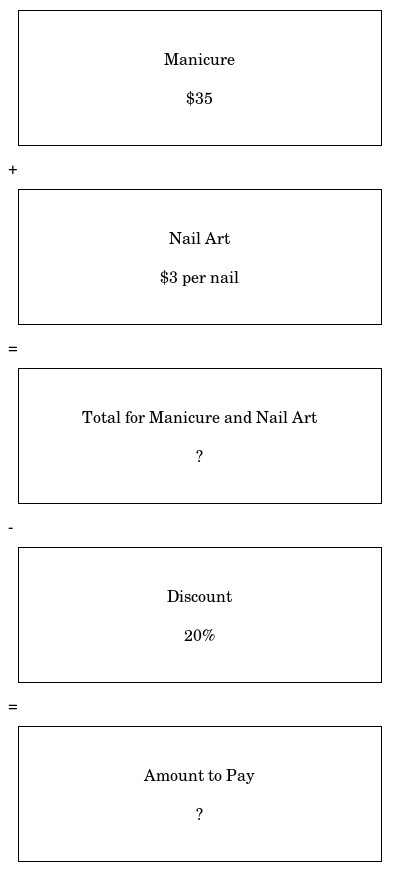 Manicure
$35
+
Nail Art
$3 per nail
=
Total for Manicure and Nail Art
?
-
Discount
20%
=
Amount to Pay
?